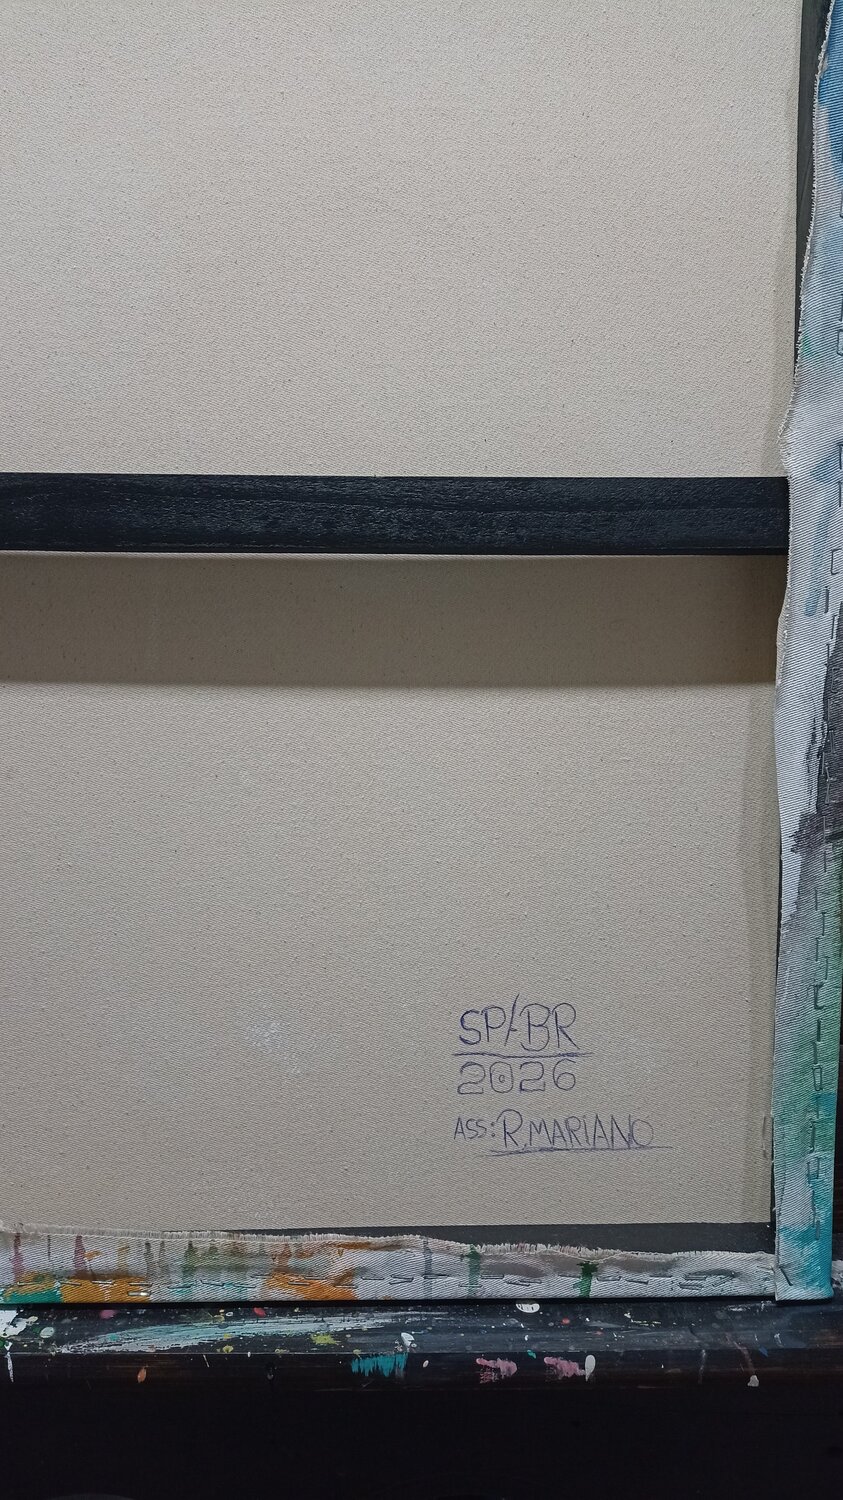 SP/BR
2026
ASS: R. MARIANO